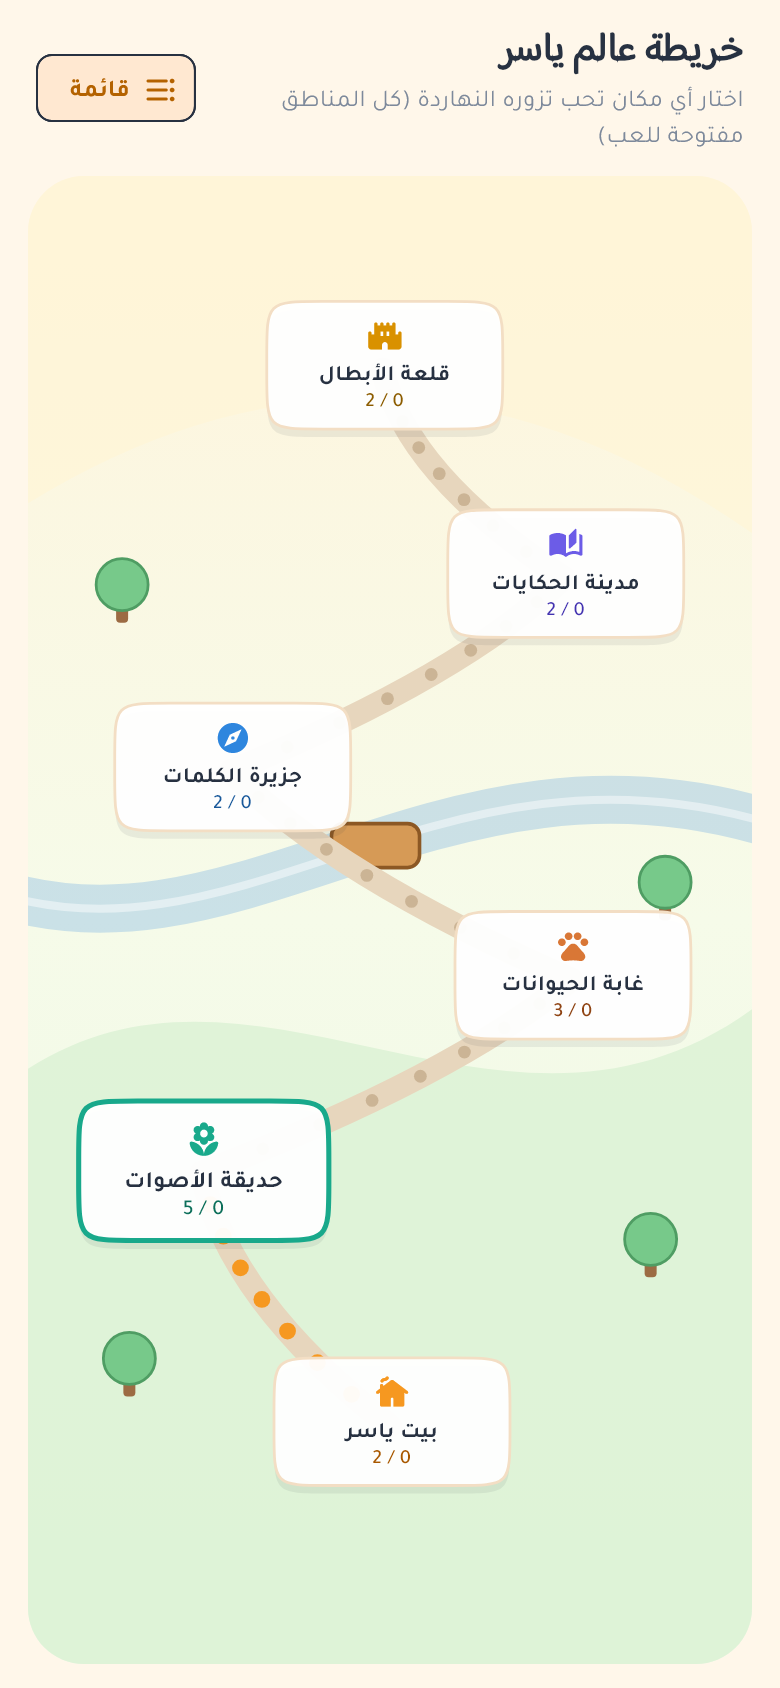 خريطة عالم ياسر
اختار أي مكان تحب تزوره النهاردة (كل المناطق
مفتوحة للعب)
قائمة
قلعة الأبطال
2 / 0
مدينة الحكايات
2 / 0
جزيرة الكلمات
2 / 0
غابة الحيوانات
3 / 0
حديقة الأصوات
5 / 0
بيت ياسر
2 / 0